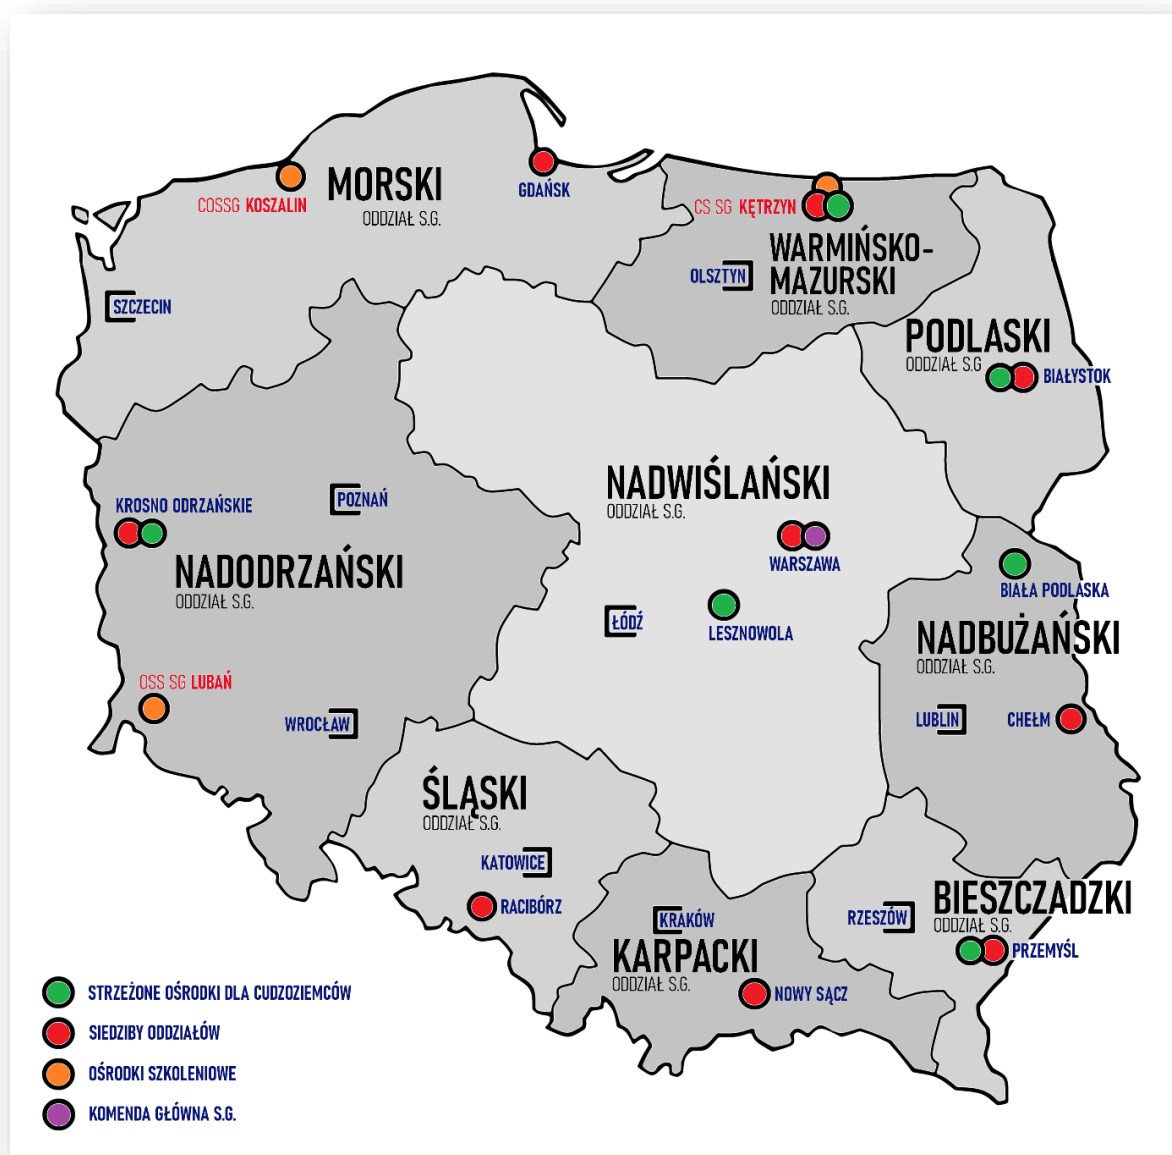 MORSKI
ODDZIAŁ S.G.
GDAŃSK
COSSG KOSZALIN
SZCZECIN
CS SG KĘTRZYN
WARMIŃSKO-
MAZURSKI
ODDZIAŁ S.G.
OLSZTYN
PODLASKI
ODDZIAŁ S.G
BIAŁYSTOK
NADWIŚLAŃSKI
ODDZIAŁ S.G.
WARSZAWA
LESZNOWOLA
ŁÓDŹ
KROSNO ODRZAŃSKIE
POZNAŃ
NADODRZAŃSKI
ODDZIAŁ S.G.
OSS SG LUBAŃ
WROCŁAW
BIAŁA PODLASKA
NADBUŻAŃSKI
ODDZIAŁ S.G.
LUBLIN
CHEŁM
ŚLĄSKI
ODDZIAŁ S.G.
KATOWICE
RACIBÓRZ
KRAKÓW
KARPACKI
ODDZIAŁ S.G.
NOWY SĄCZ
RZESZÓW
BIESZCZADZKI
ODDZIAŁ S.G.
PRZEMYŚL
STRZEŻONE OŚRODKI DLA CUDZOZIEMCÓW
SIEDZIBY ODDZIAŁÓW
OŚRODKI SZKOLENIOWE
KOMENDA GŁÓWNA S.G.